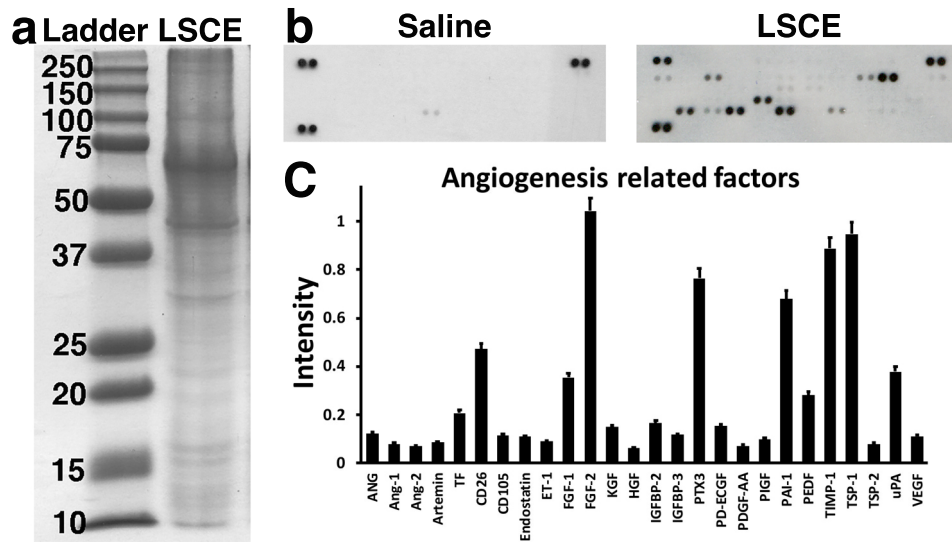 a Ladder LSCE
250
150
100
75
50
37
25
20
15
10
b Saline LSCE
C Angiogenesis related factors
Intensity
1
0.8
0.6
0.4
0.2
0
ANG
Ang-1
Ang-2
Artemin
TF
CD26
CD105
Endostatin
ET-1
FGF-1
FGF-2
KGF
HGF
IGFBP-2
IGFBP-3
PTX3
PD-ECGF
PDGF-AA
PIGF
PAI-1
PEDF
TIMP-1
TSP-1
TSP-2
uPA
VEGF